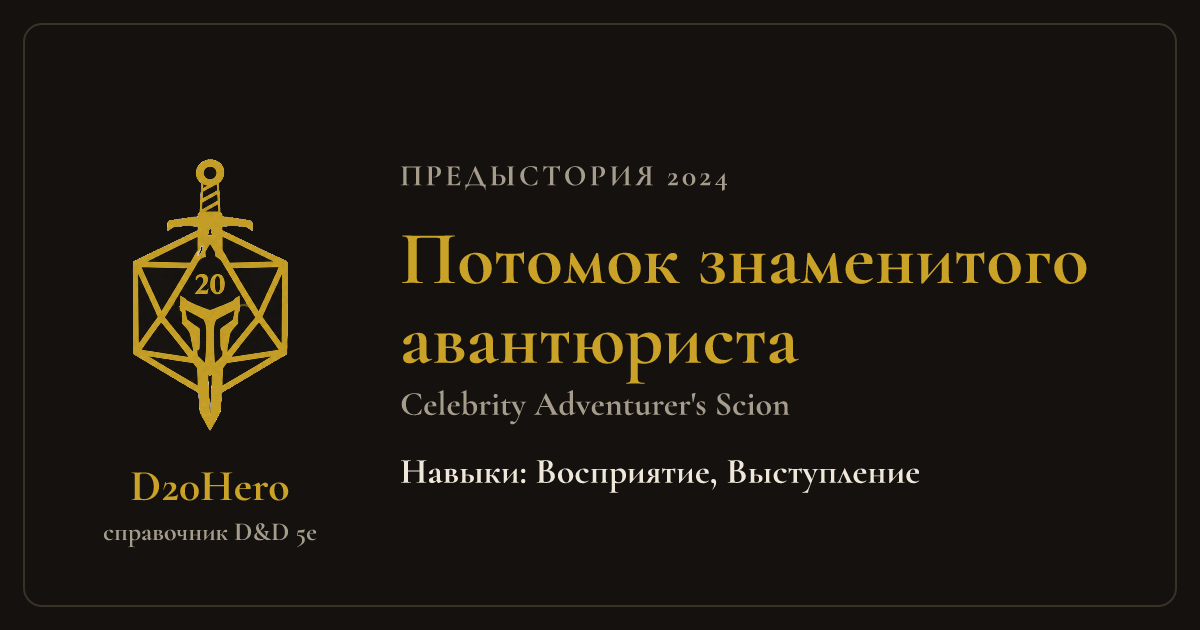 20
D20Hero
справочник D&D 5e
ПРЕДЫСТОРИЯ 2024
Потомок знаменитого
авантюриста
Celebrity Adventurer's Scion
Навыки: Восприятие, Выступление